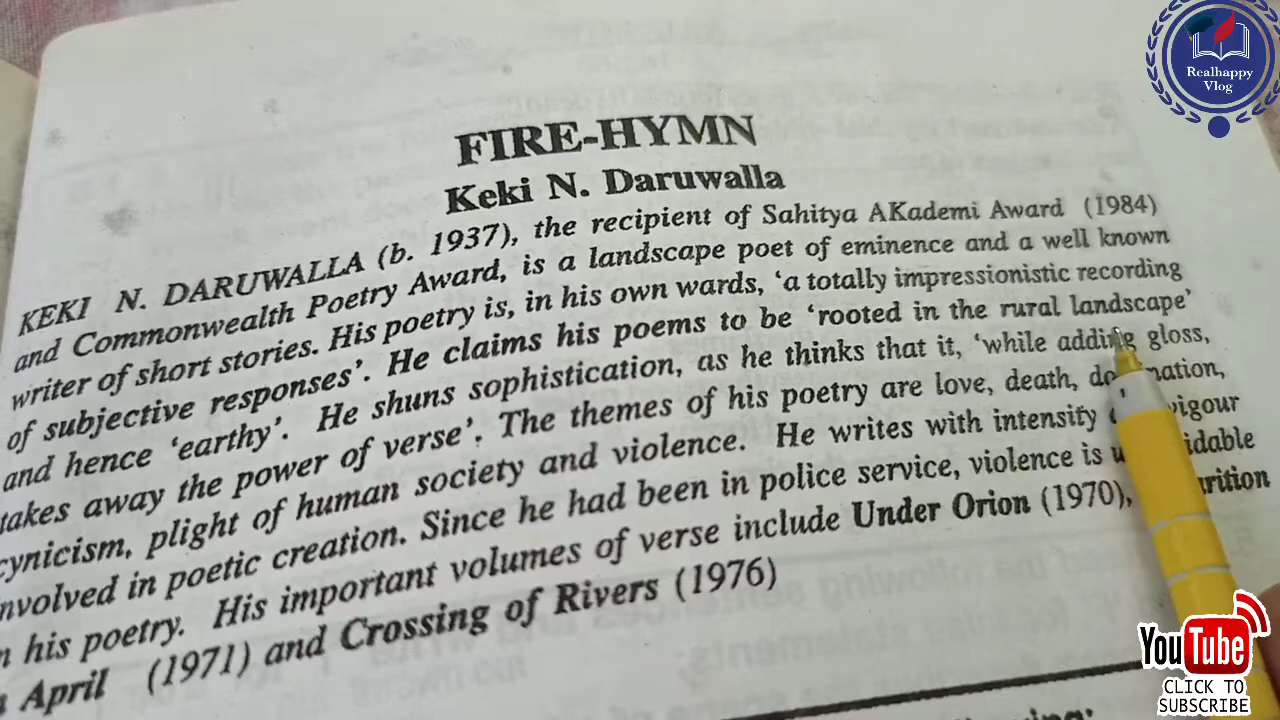 Realhappy
Vlog
FIRE-HYMN
Keki N. Daruwalla
KEKI N. DARUWALLA (b. 1937), the recipient of Sahitya AKademi Award (1984)
and Commonwealth Poetry Award, is a landscape poet of eminence and a well known
writer of short stories. His poetry is, in his own wards, 'a totally impressionistic recording
of subjective responses'. He claims his poems to be 'rooted in the rural landscape'
and hence 'earthy'. He shuns sophistication, as he thinks that it, 'while adding gloss,
takes away the power of verse'. The themes of his poetry are love, death,
cynicism, plight of human society and violence. He writes with intensity vigour
involved in poetic creation. Since he had been in police service, violence is
his poetry. His important volumes of verse include Under Orion (1970),
April (1971) and Crossing of Rivers (1976)
YouTube
CLICK TO
SUBSCRIBE